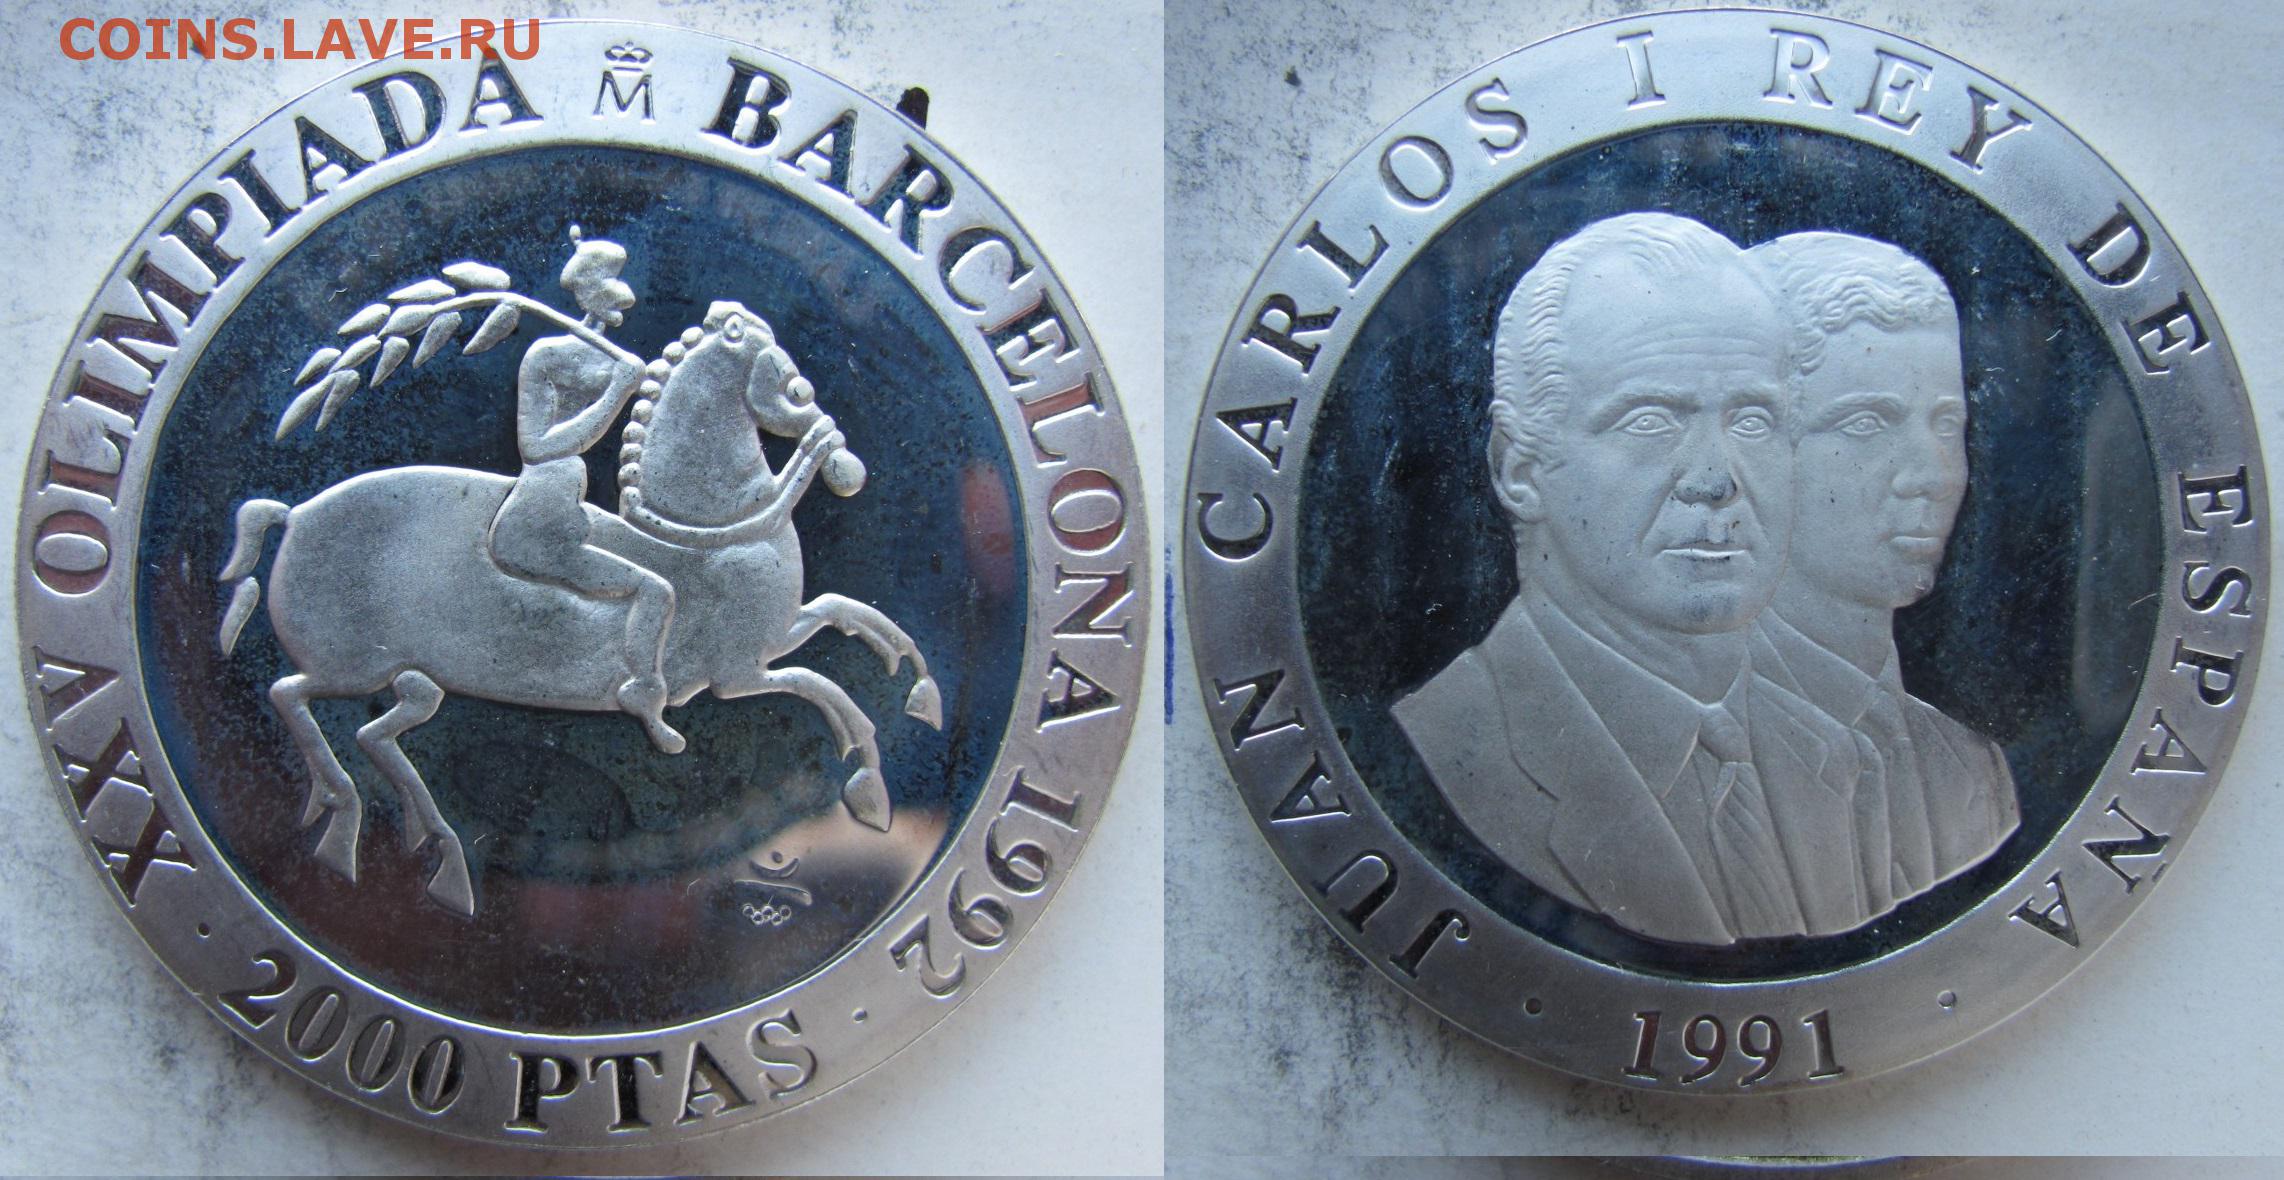 COINS.LAVE.RU
XXV OLIMPIADA M BARCELONA 1992
· 2000 PTAS ·
JUAN CARLOS I REY DE ESPAÑA
· 1991 ·